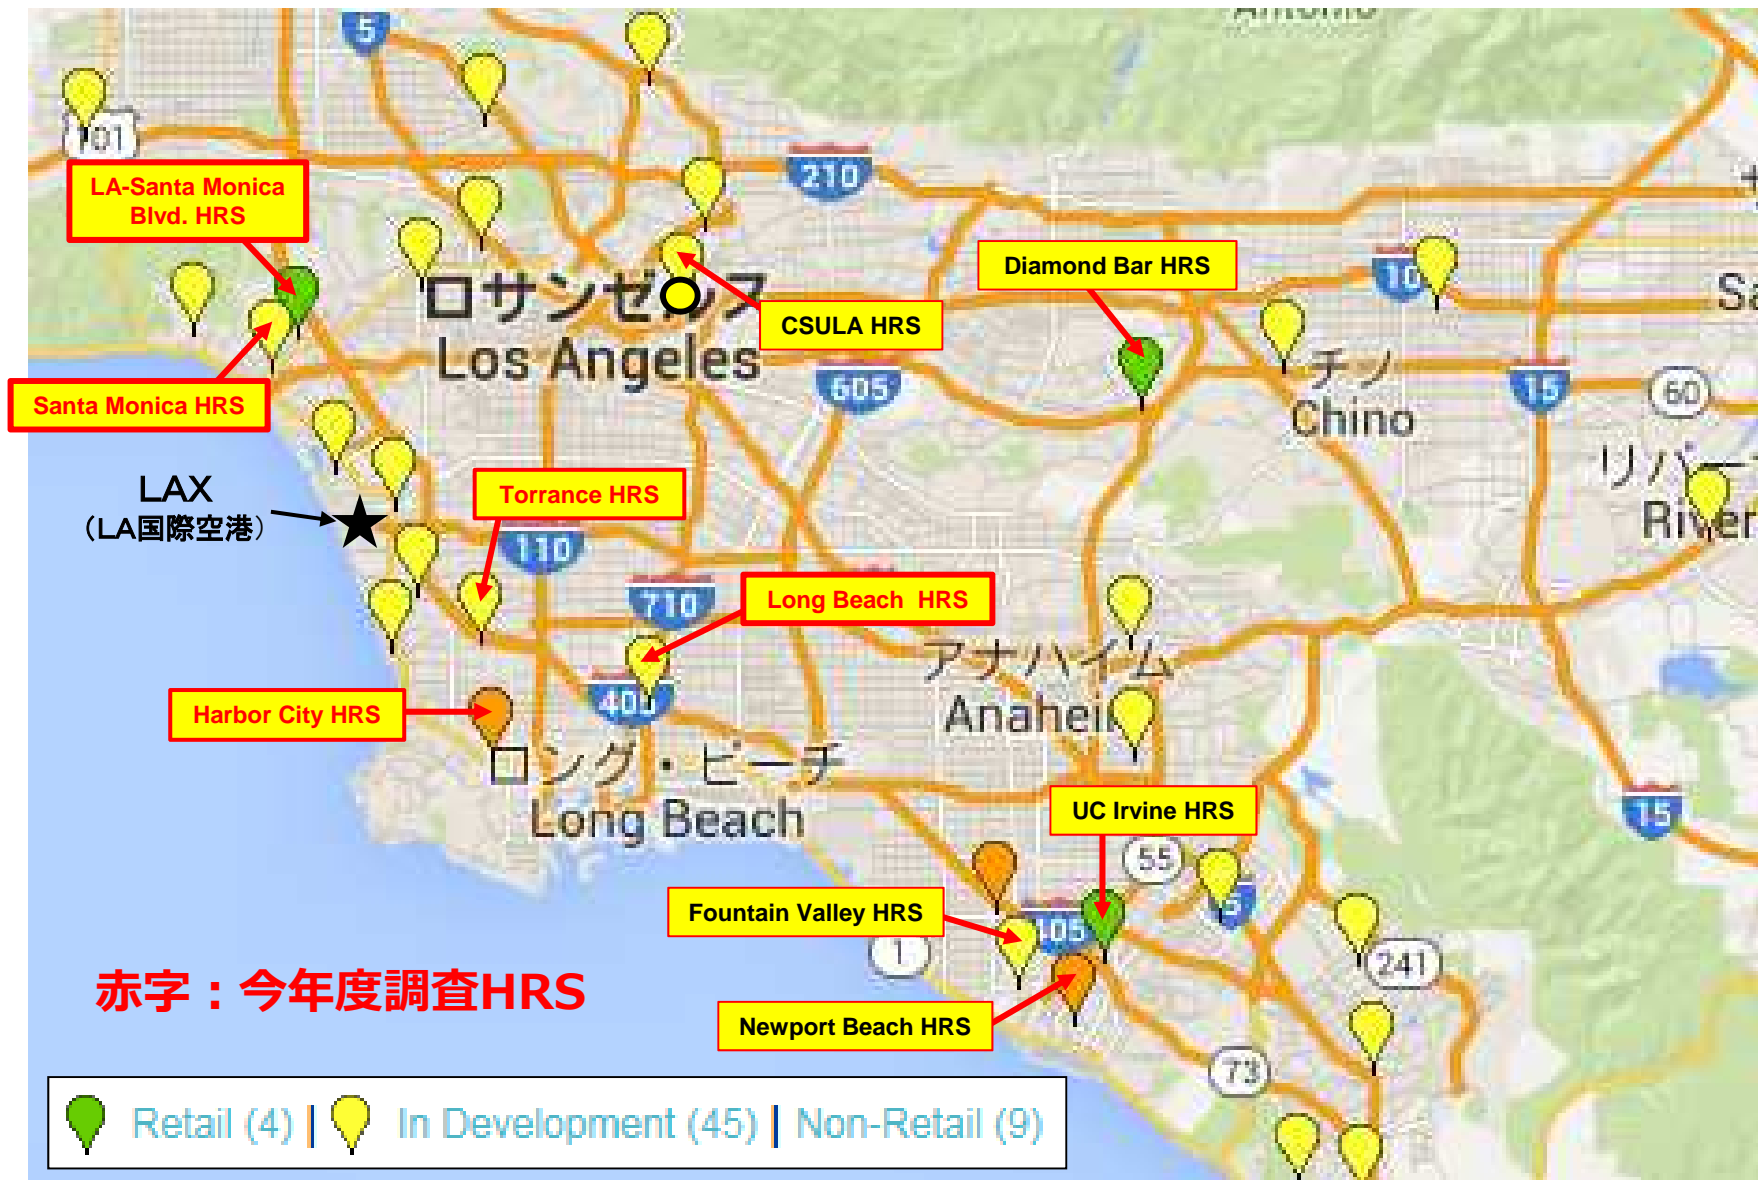 5
101
LA-Santa Monica
Blvd. HRS
210
Diamond Bar HRS
10
ロサンゼルス
Los Angeles
CSULA HRS
605
Santa Monica HRS
チノ
Chino
15
60
LAX
（LA国際空港）
Torrance HRS
110
710
Long Beach HRS
アナハイム
Anaheim
Harbor City HRS
405
ロング・ビーチ
Long Beach
UC Irvine HRS
15
55
5
Fountain Valley HRS
405
1
241
赤字：今年度調査HRS
Newport Beach HRS
73
Retail (4) | In Development (45) | Non-Retail (9)